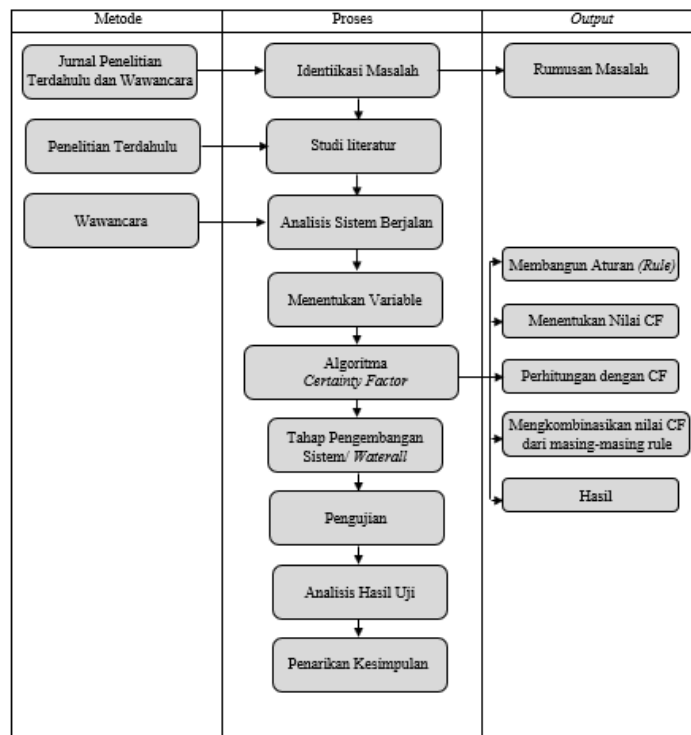 Metode
Proses
Output
Jurnal Penelitian
Terdahulu dan Wawancara
Identiikasi Masalah
Rumusan Masalah
Penelitian Terdahulu
Studi literatur
Wawancara
Analisis Sistem Berjalan
Menentukan Variable
Algoritma
Certainty Factor
Membangun Aturan (Rule)
Menentukan Nilai CF
Perhitungan dengan CF
Mengkombinasikan nilai CF
dari masing-masing rule
Hasil
Tahap Pengembangan
Sistem/ Waterall
Pengujian
Analisis Hasil Uji
Penarikan Kesimpulan